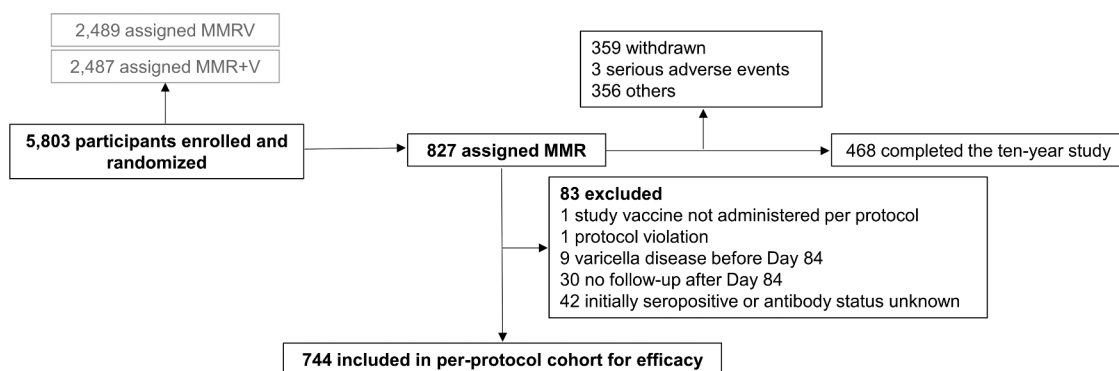 2,489 assigned MMRV
2,487 assigned MMR+V
5,803 participants enrolled and
randomized
827 assigned MMR
359 withdrawn
3 serious adverse events
356 others
468 completed the ten-year study
83 excluded
1 study vaccine not administered per protocol
1 protocol violation
9 varicella disease before Day 84
30 no follow-up after Day 84
42 initially seropositive or antibody status unknown
744 included in per-protocol cohort for efficacy